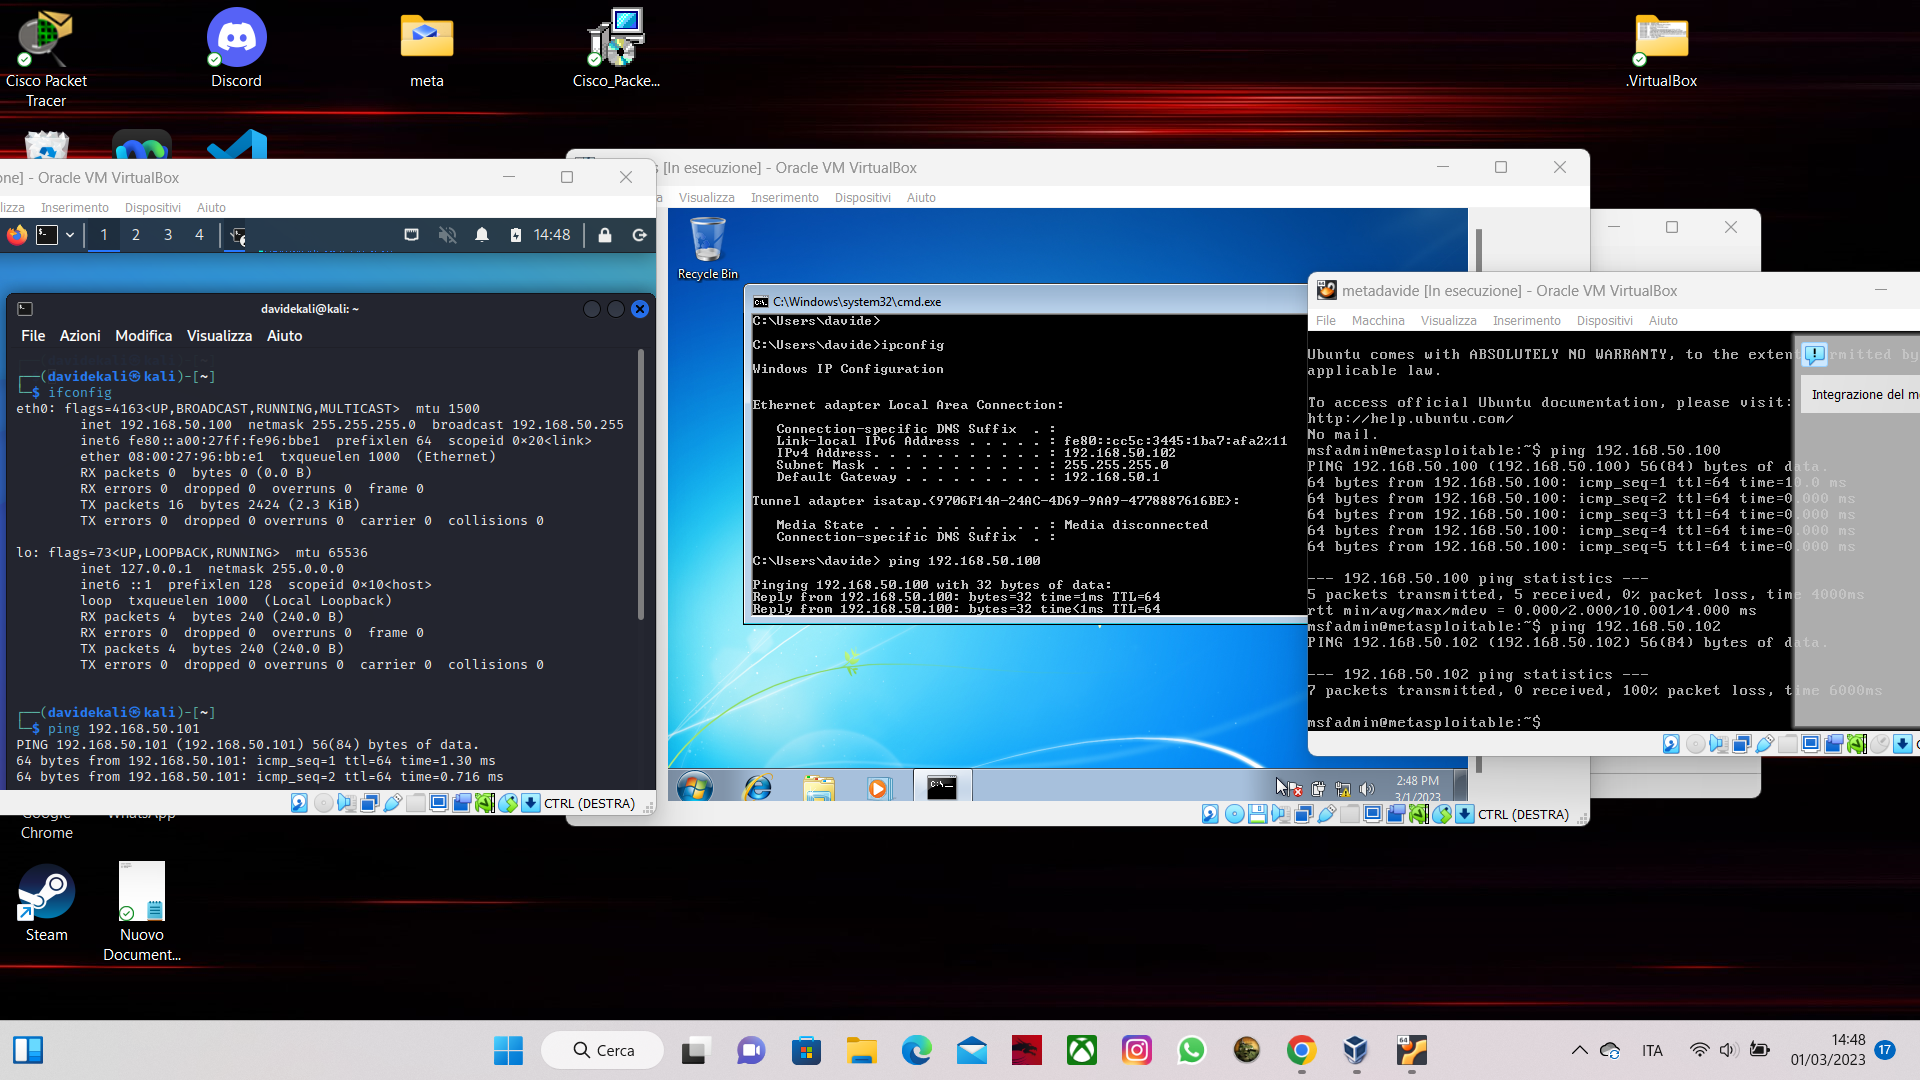 Cisco Packet
Tracer
Discord
meta
Cisco_Packe...
.VirtualBox
one] - Oracle VM VirtualBox
lizza Inserimento Dispositivi Aiuto
1 2 3 4 14:48
davidekali@kali: ~
File Azioni Modifica Visualizza Aiuto
(davidekali㉿kali)-[~]
$ ifconfig
eth0: flags=4163<UP,BROADCAST,RUNNING,MULTICAST> mtu 1500
inet 192.168.50.100 netmask 255.255.255.0 broadcast 192.168.50.255
inet6 fe80::a00:27ff:fe96:bbe1 prefixlen 64 scopeid 0×20<link>
ether 08:00:27:96:bb:e1 txqueuelen 1000 (Ethernet)
RX packets 0 bytes 0 (0.0 B)
RX errors 0 dropped 0 overruns 0 frame 0
TX packets 16 bytes 2424 (2.3 KiB)
TX errors 0 dropped 0 overruns 0 carrier 0 collisions 0
lo: flags=73<UP,LOOPBACK,RUNNING> mtu 65536
inet 127.0.0.1 netmask 255.0.0.0
inet6 ::1 prefixlen 128 scopeid 0×10<host>
loop txqueuelen 1000 (Local Loopback)
RX packets 4 bytes 240 (240.0 B)
RX errors 0 dropped 0 overruns 0 frame 0
TX packets 4 bytes 240 (240.0 B)
TX errors 0 dropped 0 overruns 0 carrier 0 collisions 0
(davidekali㉿kali)-[~]
$ ping 192.168.50.101
PING 192.168.50.101 (192.168.50.101) 56(84) bytes of data.
64 bytes from 192.168.50.101: icmp_seq=1 ttl=64 time=1.30 ms
64 bytes from 192.168.50.101: icmp_seq=2 ttl=64 time=0.716 ms
CTRL (DESTRA)
s [In esecuzione] - Oracle VM VirtualBox
a Visualizza Inserimento Dispositivi Aiuto
Recycle Bin
C:\Windows\system32\cmd.exe
C:\Users\davide>
C:\Users\davide>ipconfig
Windows IP Configuration
Ethernet adapter Local Area Connection:
Connection-specific DNS Suffix . :
Link-local IPv6 Address . . . . . : fe80::cc5c:3445:1ba7:afa2%11
IPv4 Address. . . . . . . . . . . : 192.168.50.102
Subnet Mask . . . . . . . . . . . : 255.255.255.0
Default Gateway . . . . . . . . . : 192.168.50.1
Tunnel adapter isatap.{9706F14A-24AC-4D69-9AA9-4778887616BE}:
Media State . . . . . . . . . . . : Media disconnected
Connection-specific DNS Suffix . :
C:\Users\davide> ping 192.168.50.100
Pinging 192.168.50.100 with 32 bytes of data:
Reply from 192.168.50.100: bytes=32 time=1ms TTL=64
Reply from 192.168.50.100: bytes=32 time<1ms TTL=64
2:48 PM
3/1/2023
CTRL (DESTRA)
metadavide [In esecuzione] - Oracle VM VirtualBox
File Macchina Visualizza Inserimento Dispositivi Aiuto
Ubuntu comes with ABSOLUTELY NO WARRANTY, to the extent permitted by
applicable law.
To access official Ubuntu documentation, please visit:
http://help.ubuntu.com/
No mail.
msfadmin@metasploitable:~$ ping 192.168.50.100
PING 192.168.50.100 (192.168.50.100) 56(84) bytes of data.
64 bytes from 192.168.50.100: icmp_seq=1 ttl=64 time=10.0 ms
64 bytes from 192.168.50.100: icmp_seq=2 ttl=64 time=0.000 ms
64 bytes from 192.168.50.100: icmp_seq=3 ttl=64 time=0.000 ms
64 bytes from 192.168.50.100: icmp_seq=4 ttl=64 time=0.000 ms
64 bytes from 192.168.50.100: icmp_seq=5 ttl=64 time=0.000 ms
--- 192.168.50.100 ping statistics ---
5 packets transmitted, 5 received, 0% packet loss, time 4000ms
rtt min/avg/max/mdev = 0.000/2.000/10.001/4.000 ms
msfadmin@metasploitable:~$ ping 192.168.50.102
PING 192.168.50.102 (192.168.50.102) 56(84) bytes of data.
--- 192.168.50.102 ping statistics ---
7 packets transmitted, 0 received, 100% packet loss, time 6000ms
msfadmin@metasploitable:~$
Integrazione del mo
Google
Chrome
WhatsApp
Steam
Nuovo
Document...
Cerca
64
ITA
14:48
01/03/2023
17